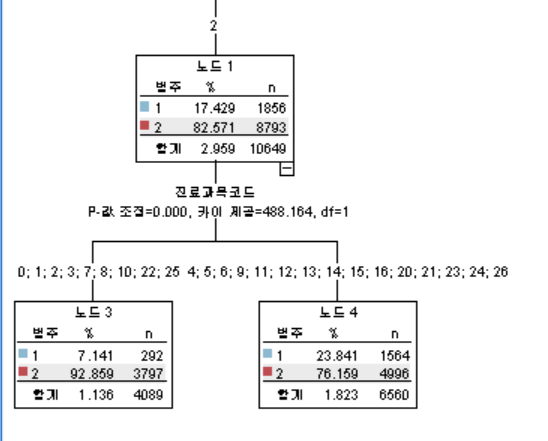 2
노드 1
범주 % n
1 17.429 1856
2 82.571 8793
합계 2.959 10649
진료과목코드
P-값 조정=0.000, 카이 제곱=488.164, df=1
0; 1; 2; 3; 7; 8; 10; 22; 25 4; 5; 6; 9; 11; 12; 13; 14; 15; 16; 20; 21; 23; 24; 26
노드 3
범주 % n
1 7.141 292
2 92.859 3797
합계 1.136 4089
노드 4
범주 % n
1 23.841 1564
2 76.159 4996
합계 1.823 6560